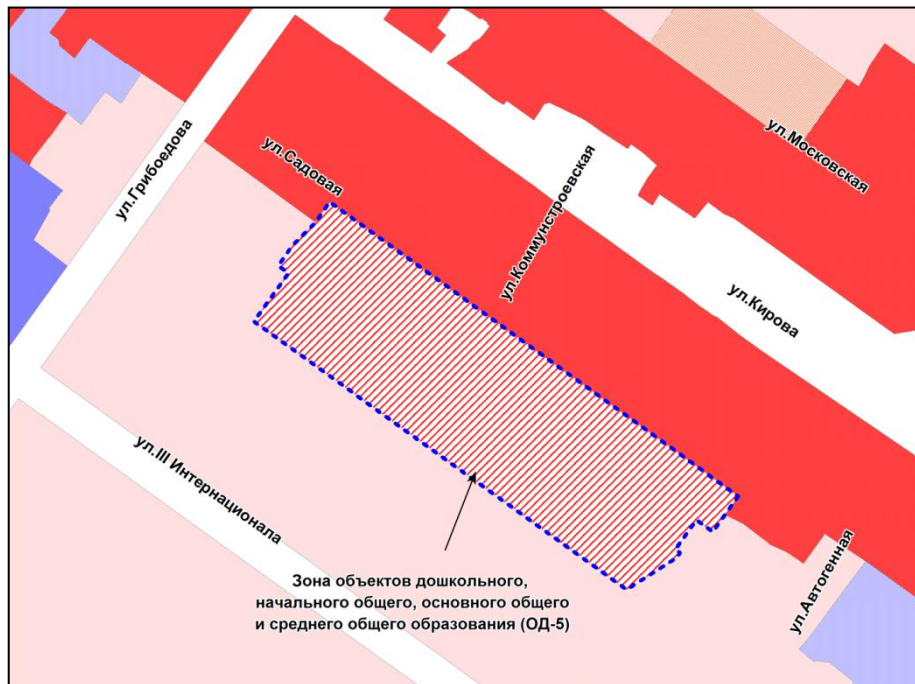 ул.Московская
ул.Грибоедова
ул.Садовая
ул.Коммунстроевская
ул.Кирова
ул.III Интернационала
ул.Автогенная
Зона объектов дошкольного,
начального общего, основного общего
и среднего общего образования (ОД-5)